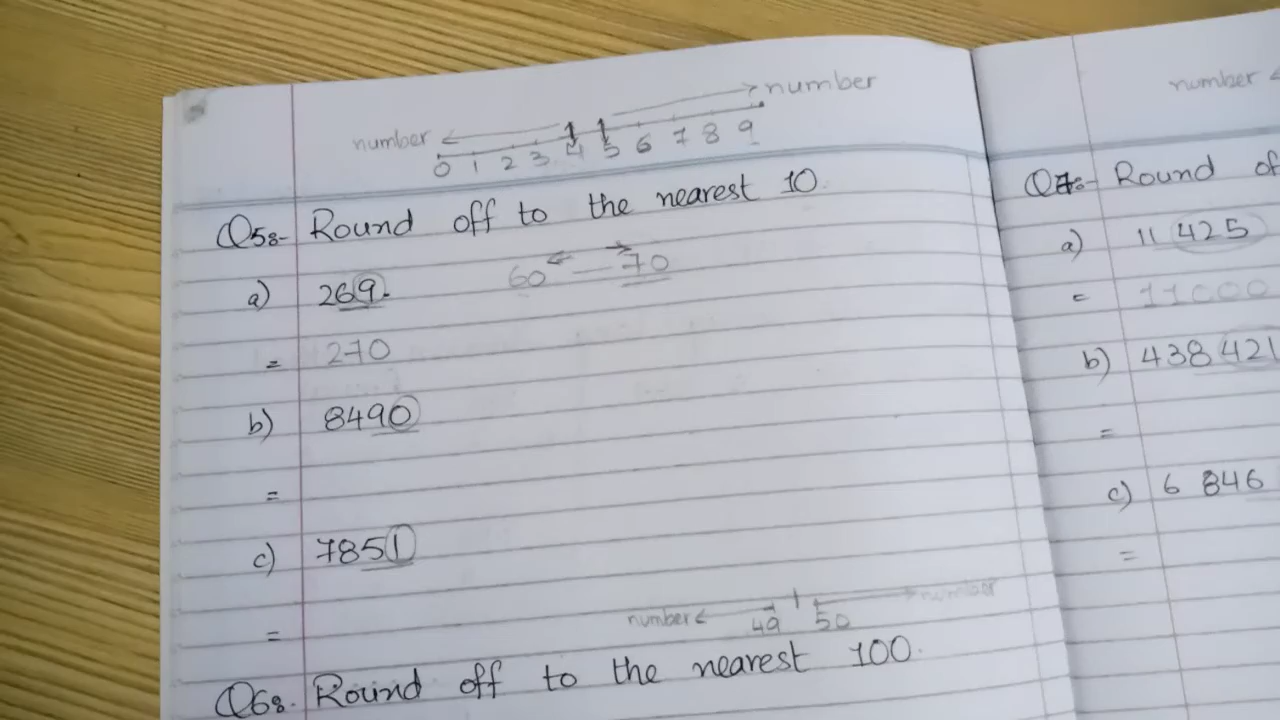 number ← → number
0 1 2 3 4 5 6 7 8 9
Q5:- Round off to the nearest 10.
a) 269. 60 ← — → 70
= 270
b) 8490
=
c) 7851
=
number ← 49 50 → number
Q6:- Round off to the nearest 100.
number ←
Q7:- Round of
a) 11 425
= 11000
b) 438 421
=
c) 6 846
=